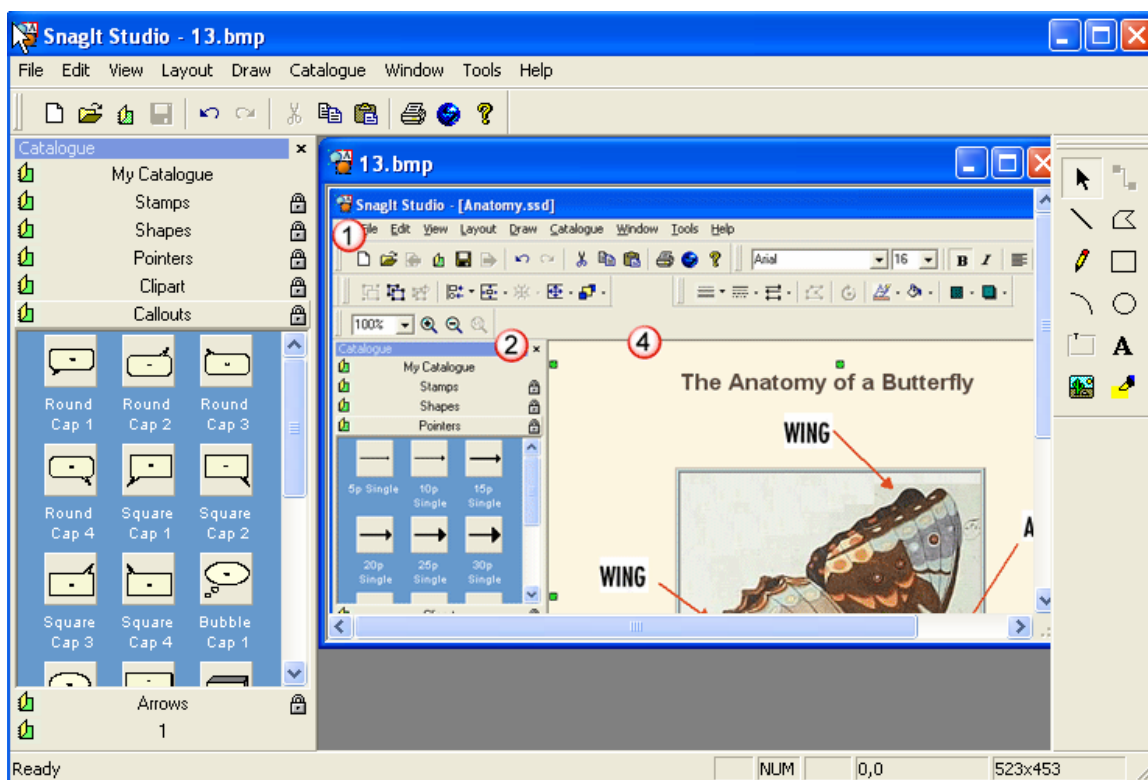 SnagIt Studio - 13.bmp
File Edit View Layout Draw Catalogue Window Tools Help
Catalogue
My Catalogue
Stamps
Shapes
Pointers
Clipart
Callouts
Round Cap 1
Round Cap 2
Round Cap 3
Round Cap 4
Square Cap 1
Square Cap 2
Square Cap 3
Square Cap 4
Bubble Cap 1
Arrows
1
13.bmp
SnagIt Studio - [Anatomy.ssd]
1
File Edit View Layout Draw Catalogue Window Tools Help
Arial 16 B I
100%
2
4
Catalogue
My Catalogue
Stamps
Shapes
Pointers
5p Single
10p Single
15p Single
20p Single
25p Single
30p Single
The Anatomy of a Butterfly
WING
WING
A
A
Ready NUM 0,0 523x453